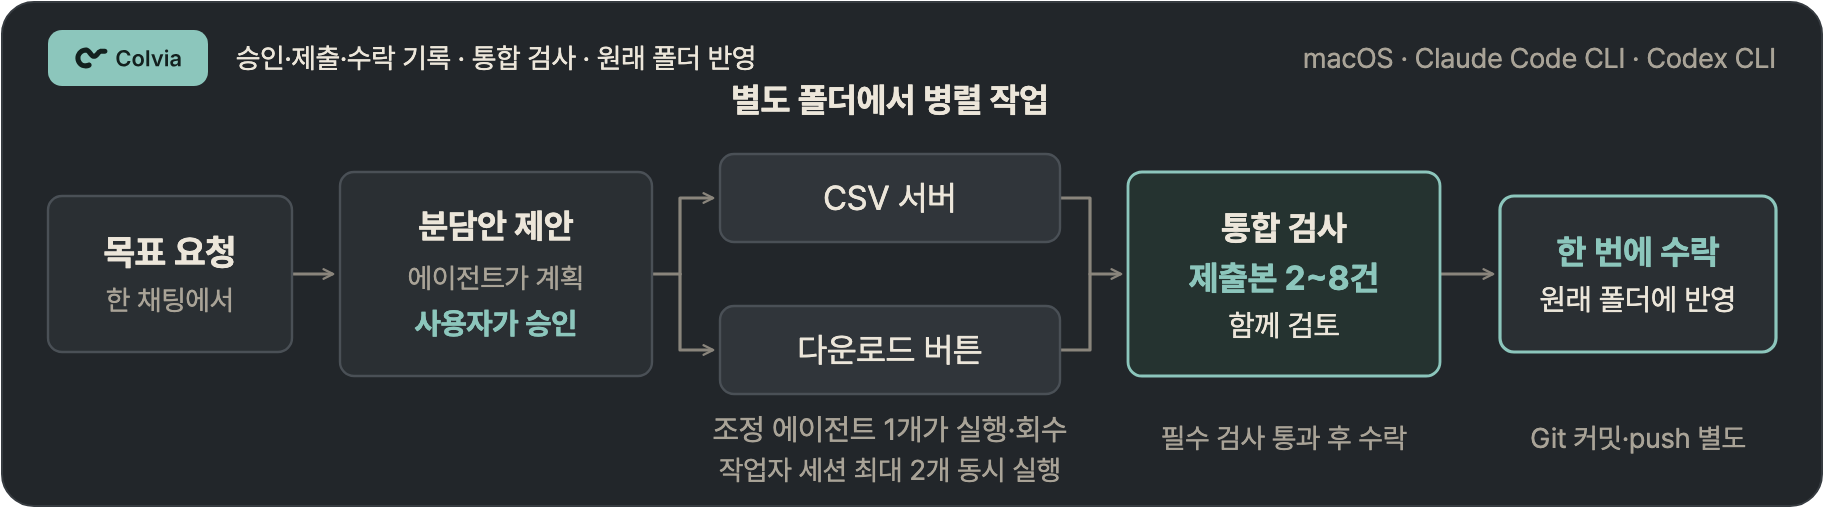 Colvia
승인·제출·수락 기록 · 통합 검사 · 원래 폴더 반영
macOS · Claude Code CLI · Codex CLI
별도 폴더에서 병렬 작업
목표 요청
한 채팅에서
분담안 제안
에이전트가 계획
사용자가 승인
CSV 서버
다운로드 버튼
조정 에이전트 1개가 실행·회수
작업자 세션 최대 2개 동시 실행
통합 검사
제출본 2~8건
함께 검토
필수 검사 통과 후 수락
한 번에 수락
원래 폴더에 반영
Git 커밋·push 별도